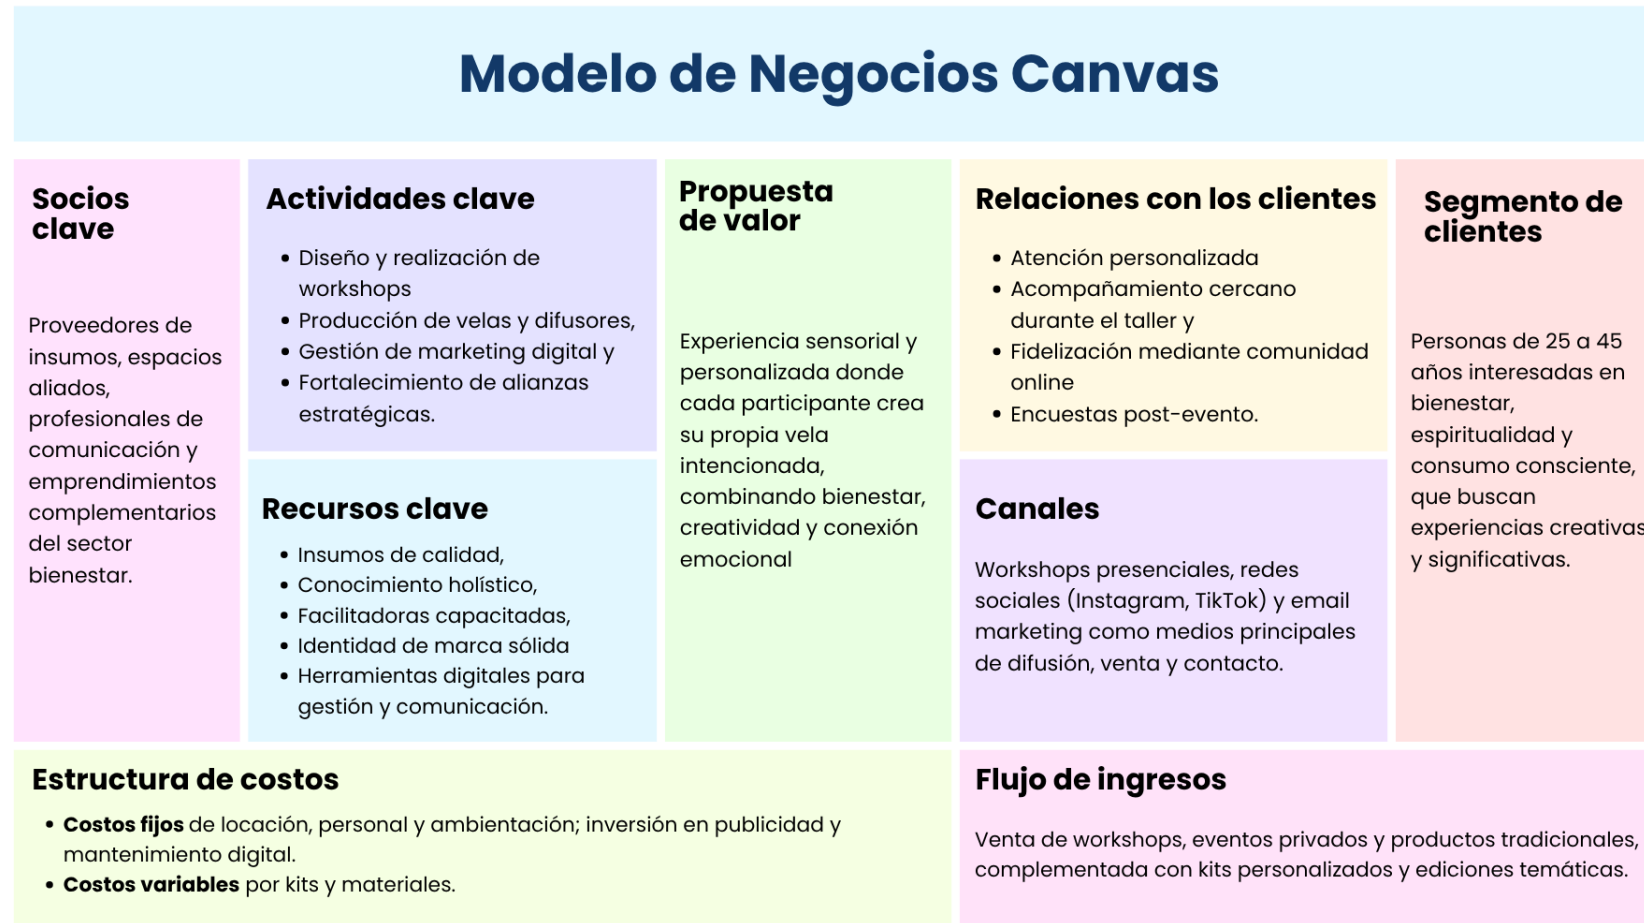 Modelo de Negocios Canvas
Socios
clave
Proveedores de
insumos, espacios
aliados,
profesionales de
comunicación y
emprendimientos
complementarios
del sector
bienestar.
Actividades clave
• Diseño y realización de
workshops
• Producción de velas y difusores,
• Gestión de marketing digital y
• Fortalecimiento de alianzas
estratégicas.
Recursos clave
• Insumos de calidad,
• Conocimiento holístico,
• Facilitadoras capacitadas,
• Identidad de marca sólida
• Herramientas digitales para
gestión y comunicación.
Propuesta
de valor
Experiencia sensorial y
personalizada donde
cada participante crea
su propia vela
intencionada,
combinando bienestar,
creatividad y conexión
emocional
Relaciones con los clientes
• Atención personalizada
• Acompañamiento cercano
durante el taller y
• Fidelización mediante comunidad
online
• Encuestas post-evento.
Canales
Workshops presenciales, redes
sociales (Instagram, TikTok) y email
marketing como medios principales
de difusión, venta y contacto.
Segmento de
clientes
Personas de 25 a 45
años interesadas en
bienestar,
espiritualidad y
consumo consciente,
que buscan
experiencias creativas
y significativas.
Estructura de costos
• Costos fijos de locación, personal y ambientación; inversión en publicidad y
mantenimiento digital.
• Costos variables por kits y materiales.
Flujo de ingresos
Venta de workshops, eventos privados y productos tradicionales,
complementada con kits personalizados y ediciones temáticas.